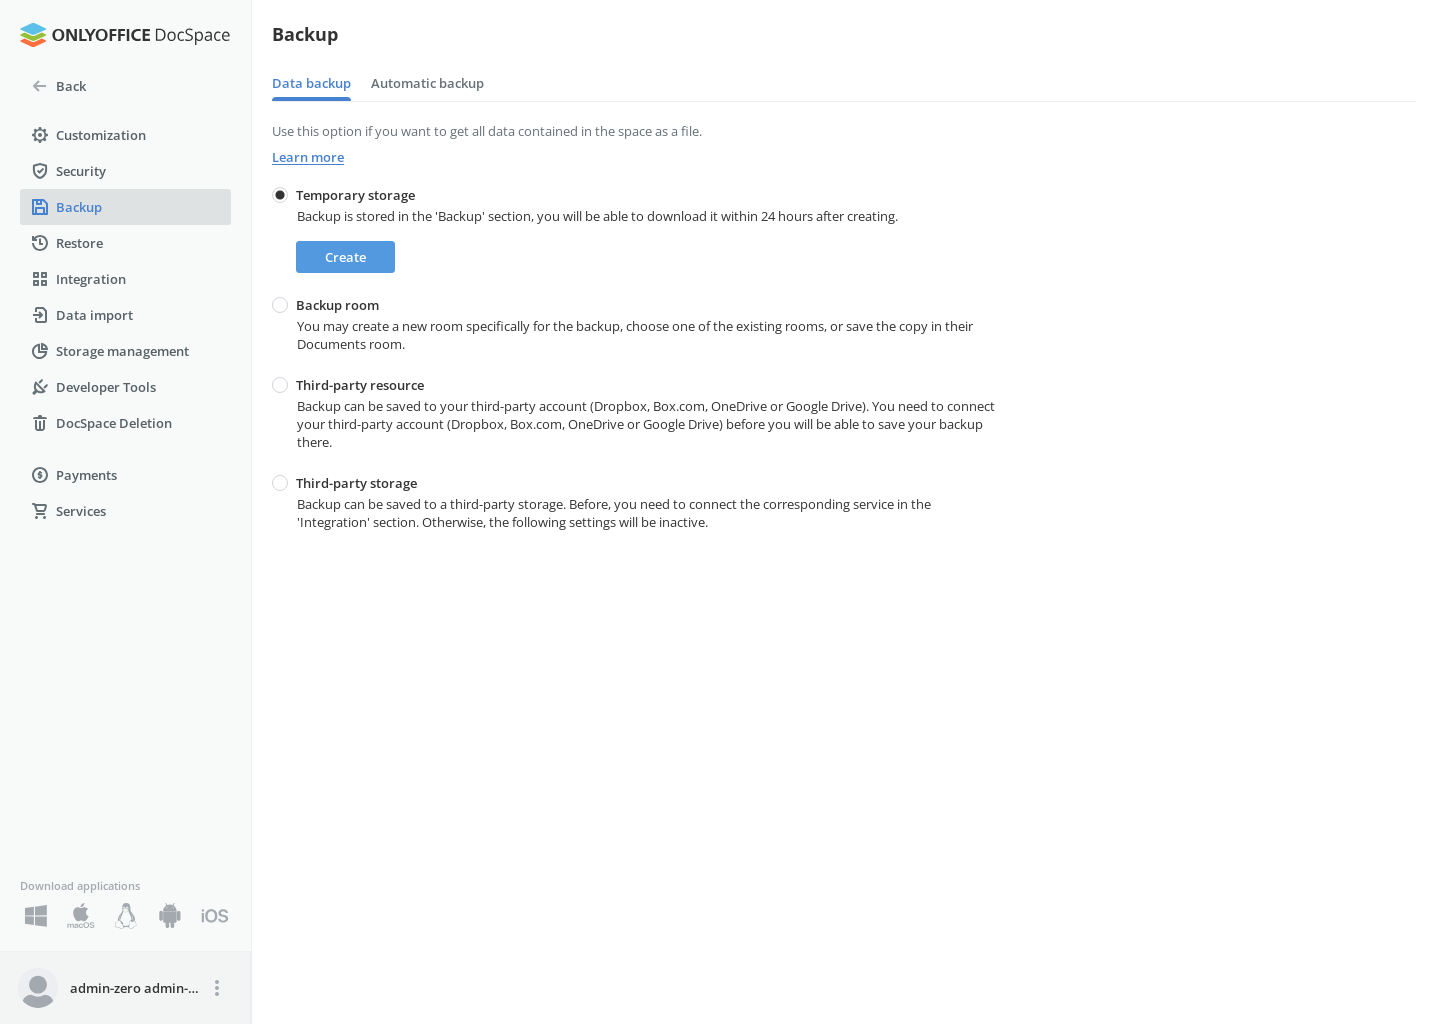 ONLYOFFICE DocSpace
Back
Customization
Security
Backup
Restore
Integration
Data import
Storage management
Developer Tools
DocSpace Deletion
Payments
Services
Download applications
macOS
iOS
admin-zero admin-...
Backup
Data backup
Automatic backup
Use this option if you want to get all data contained in the space as a file.
Learn more
Temporary storage
Backup is stored in the 'Backup' section, you will be able to download it within 24 hours after creating.
Create
Backup room
You may create a new room specifically for the backup, choose one of the existing rooms, or save the copy in their
Documents room.
Third-party resource
Backup can be saved to your third-party account (Dropbox, Box.com, OneDrive or Google Drive). You need to connect
your third-party account (Dropbox, Box.com, OneDrive or Google Drive) before you will be able to save your backup
there.
Third-party storage
Backup can be saved to a third-party storage. Before, you need to connect the corresponding service in the
'Integration' section. Otherwise, the following settings will be inactive.